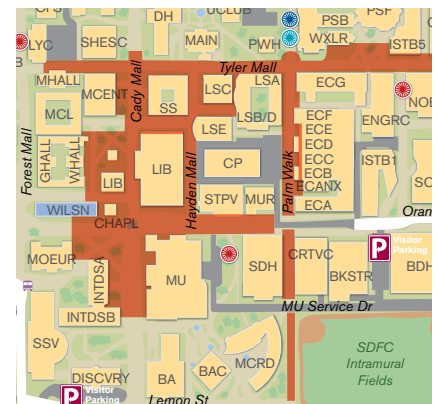 DH
UCLUB
PSB
PSF
LYC
SHESC
MAIN
PWH
WXLR
ISTB5
B
Tyler Mall
MHALL
MCENT
Cady Mall
SS
LSC
LSA
ECG
NOB
MCL
LSE
LSB/D
ECF
ECE
ENGRC
Forest Mall
GHALL
WHALL
LIB
LIB
Hayden Mall
CP
Palm Walk
ECD
ECC
ECB
ECANX
ISTB1
SC
STPV
MUR
ECA
WILSN
CHAPL
Oran
Visitor
Parking
MOEUR
INTDSA
MU
SDH
CRTVC
BKSTR
BDH
MU Service Dr
INTDSB
SSV
SDFC
Intramural
Fields
DISCVRY
BA
BAC
MCRD
Visitor
Parking
Lemon St